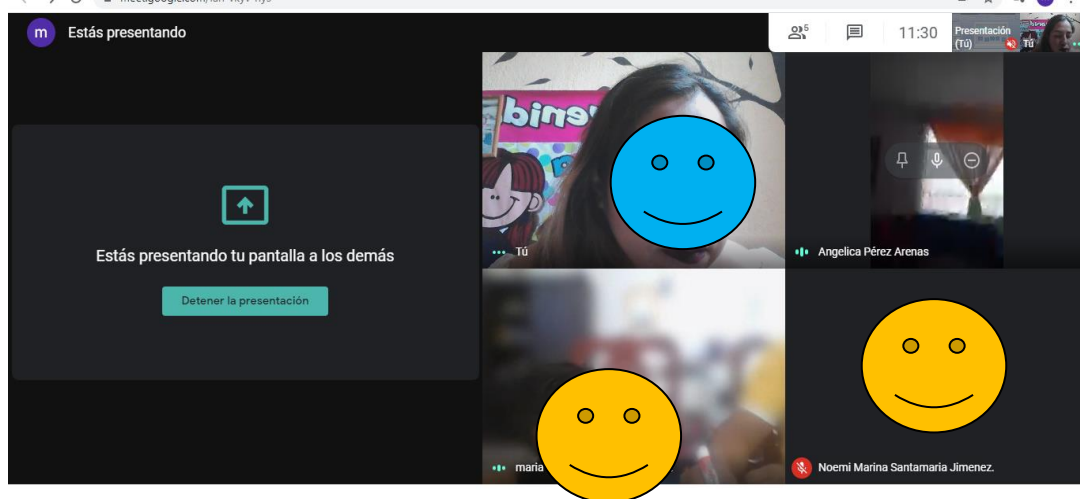 m Estás presentando
5
11:30
Presentación
(Tú)
Tú
Estás presentando tu pantalla a los demás
Detener la presentación
Tú
Angelica Pérez Arenas
maria
Noemi Marina Santamaria Jimenez.